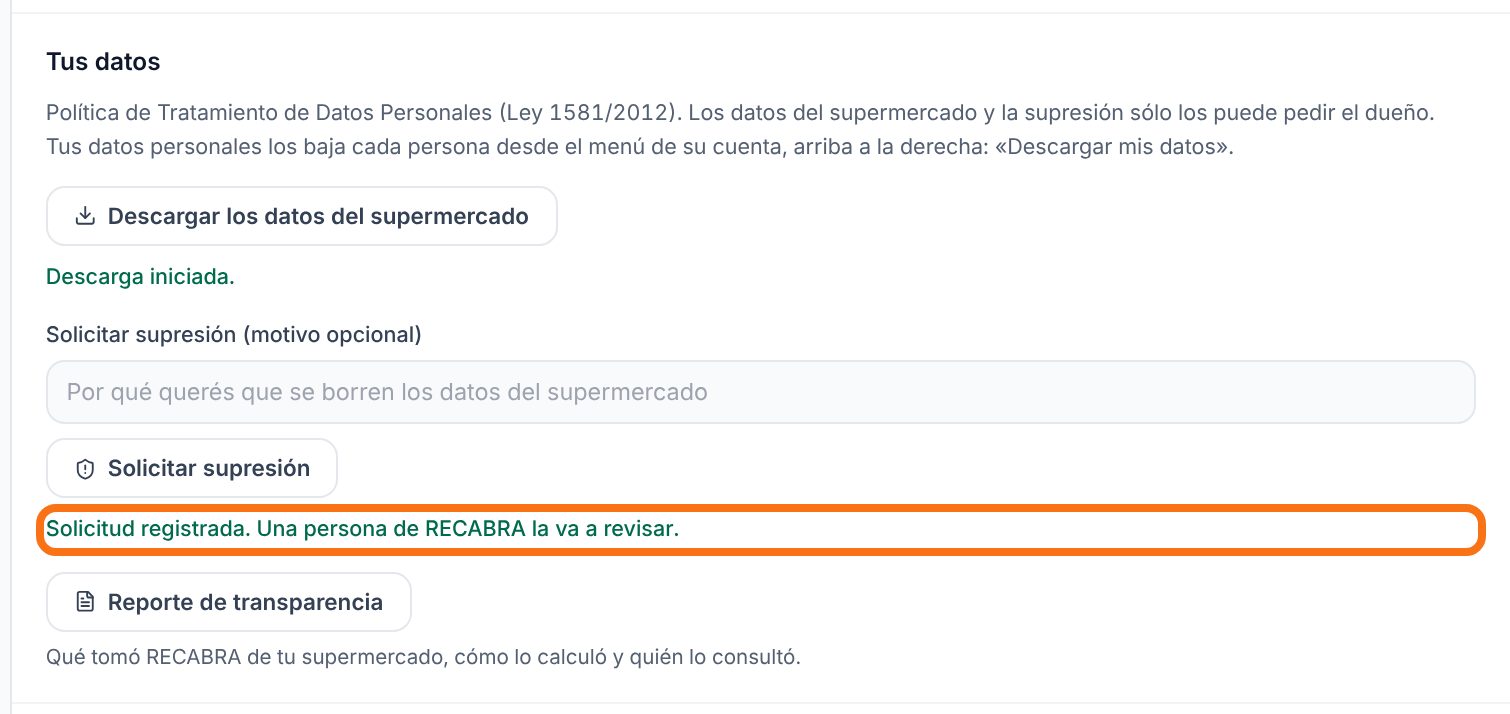 Tus datos
Política de Tratamiento de Datos Personales (Ley 1581/2012). Los datos del supermercado y la supresión sólo los puede pedir el dueño.
Tus datos personales los baja cada persona desde el menú de su cuenta, arriba a la derecha: «Descargar mis datos».
Descargar los datos del supermercado
Descarga iniciada.
Solicitar supresión (motivo opcional)
Por qué querés que se borren los datos del supermercado
Solicitar supresión
Solicitud registrada. Una persona de RECABRA la va a revisar.
Reporte de transparencia
Qué tomó RECABRA de tu supermercado, cómo lo calculó y quién lo consultó.